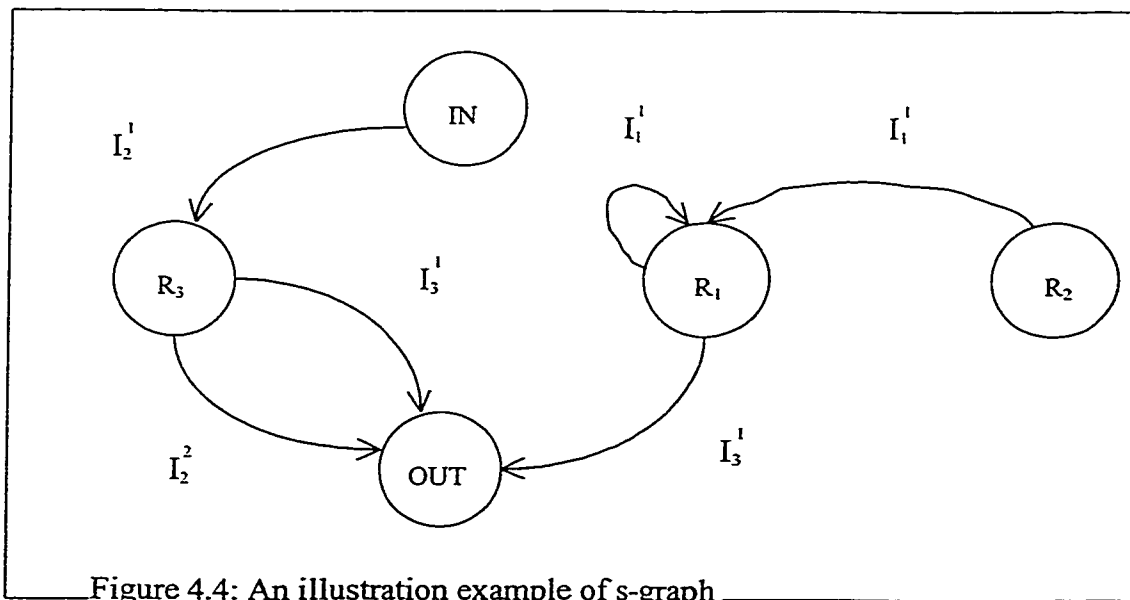 IN
I₂¹
I₁¹
I₁¹
R₃
I₃¹
R₁
R₂
I₂²
OUT
I₃¹
Figure 4.4: An illustration example of s-graph